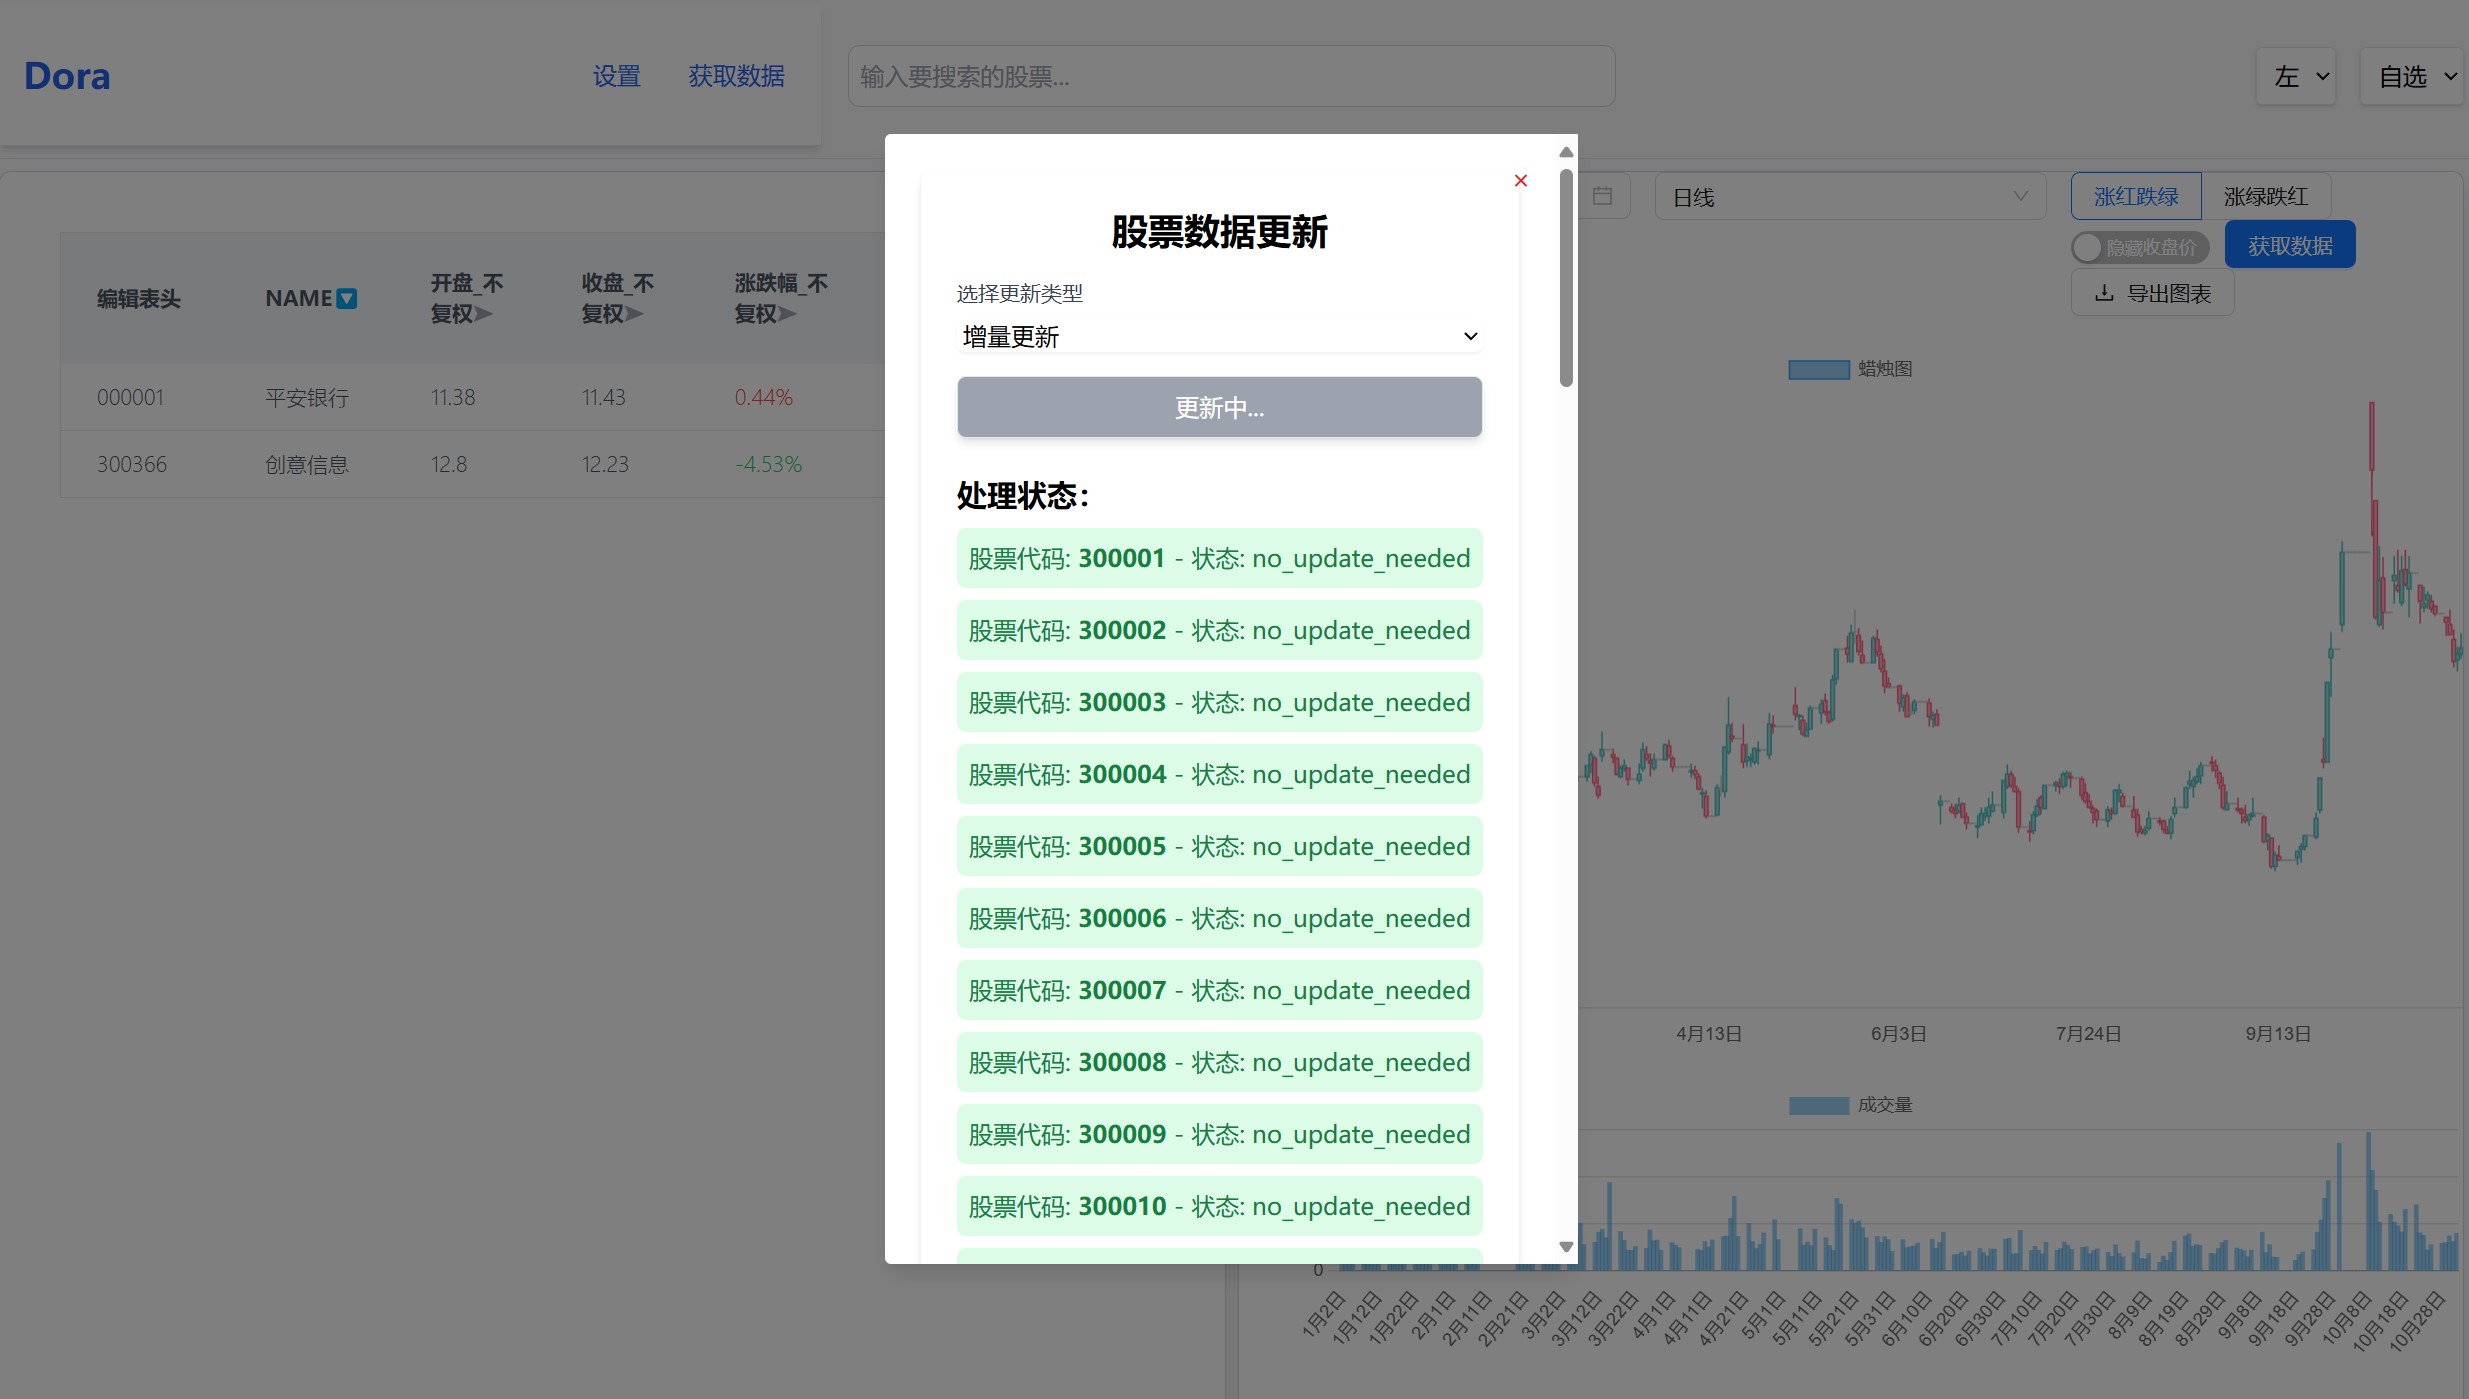 Dora
设置
获取数据
输入要搜索的股票...
左
自选
编辑表头
NAME
开盘_不
复权
收盘_不
复权
涨跌幅_不
复权
000001
平安银行
11.38
11.43
0.44%
300366
创意信息
12.8
12.23
-4.53%
×
股票数据更新
选择更新类型
增量更新
更新中...
处理状态：
股票代码: 300001 - 状态: no_update_needed
股票代码: 300002 - 状态: no_update_needed
股票代码: 300003 - 状态: no_update_needed
股票代码: 300004 - 状态: no_update_needed
股票代码: 300005 - 状态: no_update_needed
股票代码: 300006 - 状态: no_update_needed
股票代码: 300007 - 状态: no_update_needed
股票代码: 300008 - 状态: no_update_needed
股票代码: 300009 - 状态: no_update_needed
股票代码: 300010 - 状态: no_update_needed
日线
涨红跌绿
涨绿跌红
隐藏收盘价
获取数据
导出图表
蜡烛图
4月13日
6月3日
7月24日
9月13日
成交量
0
1月2日
1月12日
1月22日
2月1日
2月11日
2月21日
3月2日
3月12日
3月22日
4月1日
4月11日
4月21日
5月1日
5月11日
5月21日
5月31日
6月10日
6月20日
6月30日
7月10日
7月20日
7月30日
8月9日
8月19日
8月29日
9月8日
9月18日
9月28日
10月8日
10月18日
10月28日